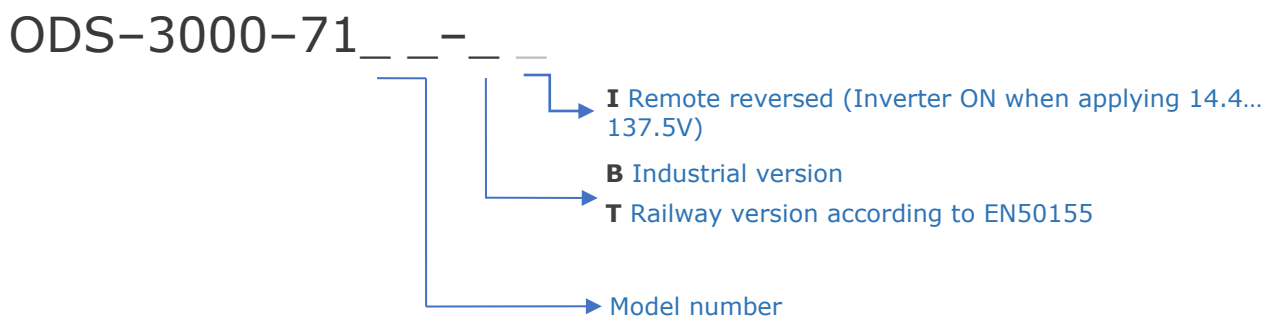 ODS–3000–71_ _–_ _
I Remote reversed (Inverter ON when applying 14.4…
137.5V)
B Industrial version
T Railway version according to EN50155
Model number